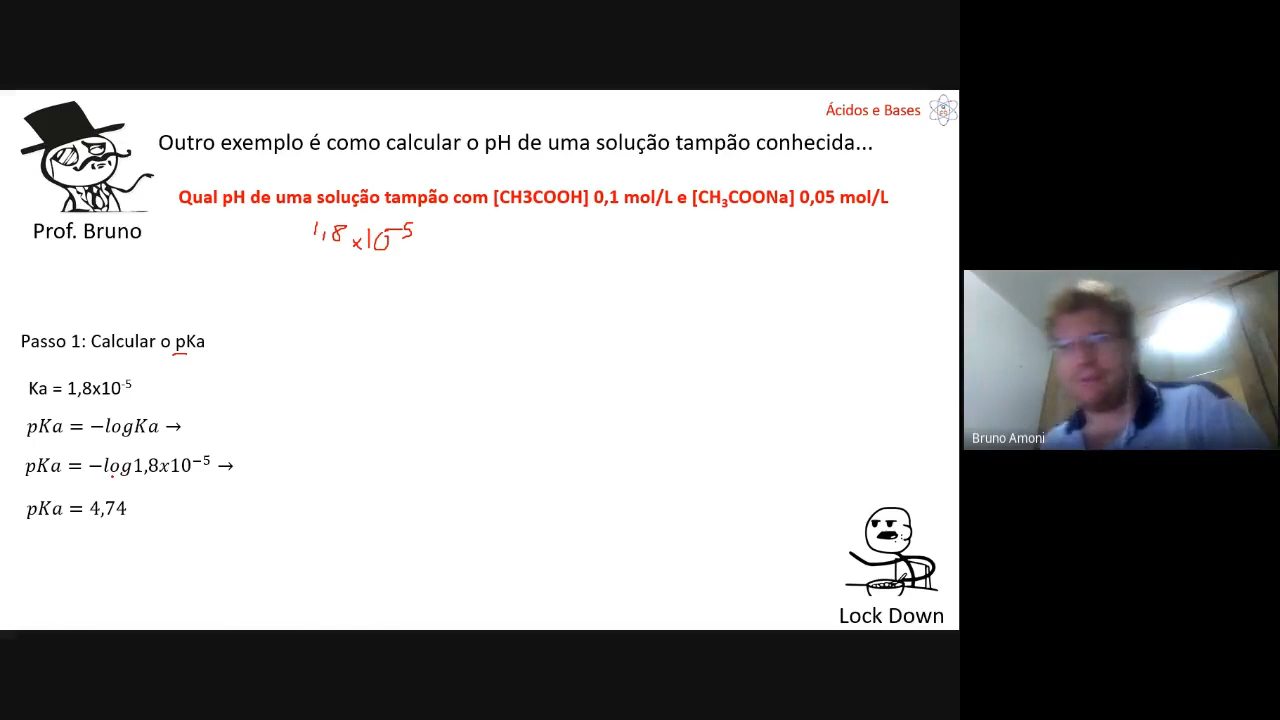 Ácidos e Bases
Outro exemplo é como calcular o pH de uma solução tampão conhecida...
Qual pH de uma solução tampão com [CH3COOH] 0,1 mol/L e [CH₃COONa] 0,05 mol/L
Prof. Bruno
1,8 x 10⁻⁵
Passo 1: Calcular o pKa
Ka = 1,8x10⁻⁵
pKa = −logKa →
pKa = −log1,8x10⁻⁵ →
pKa = 4,74
Bruno Amoni
Lock Down